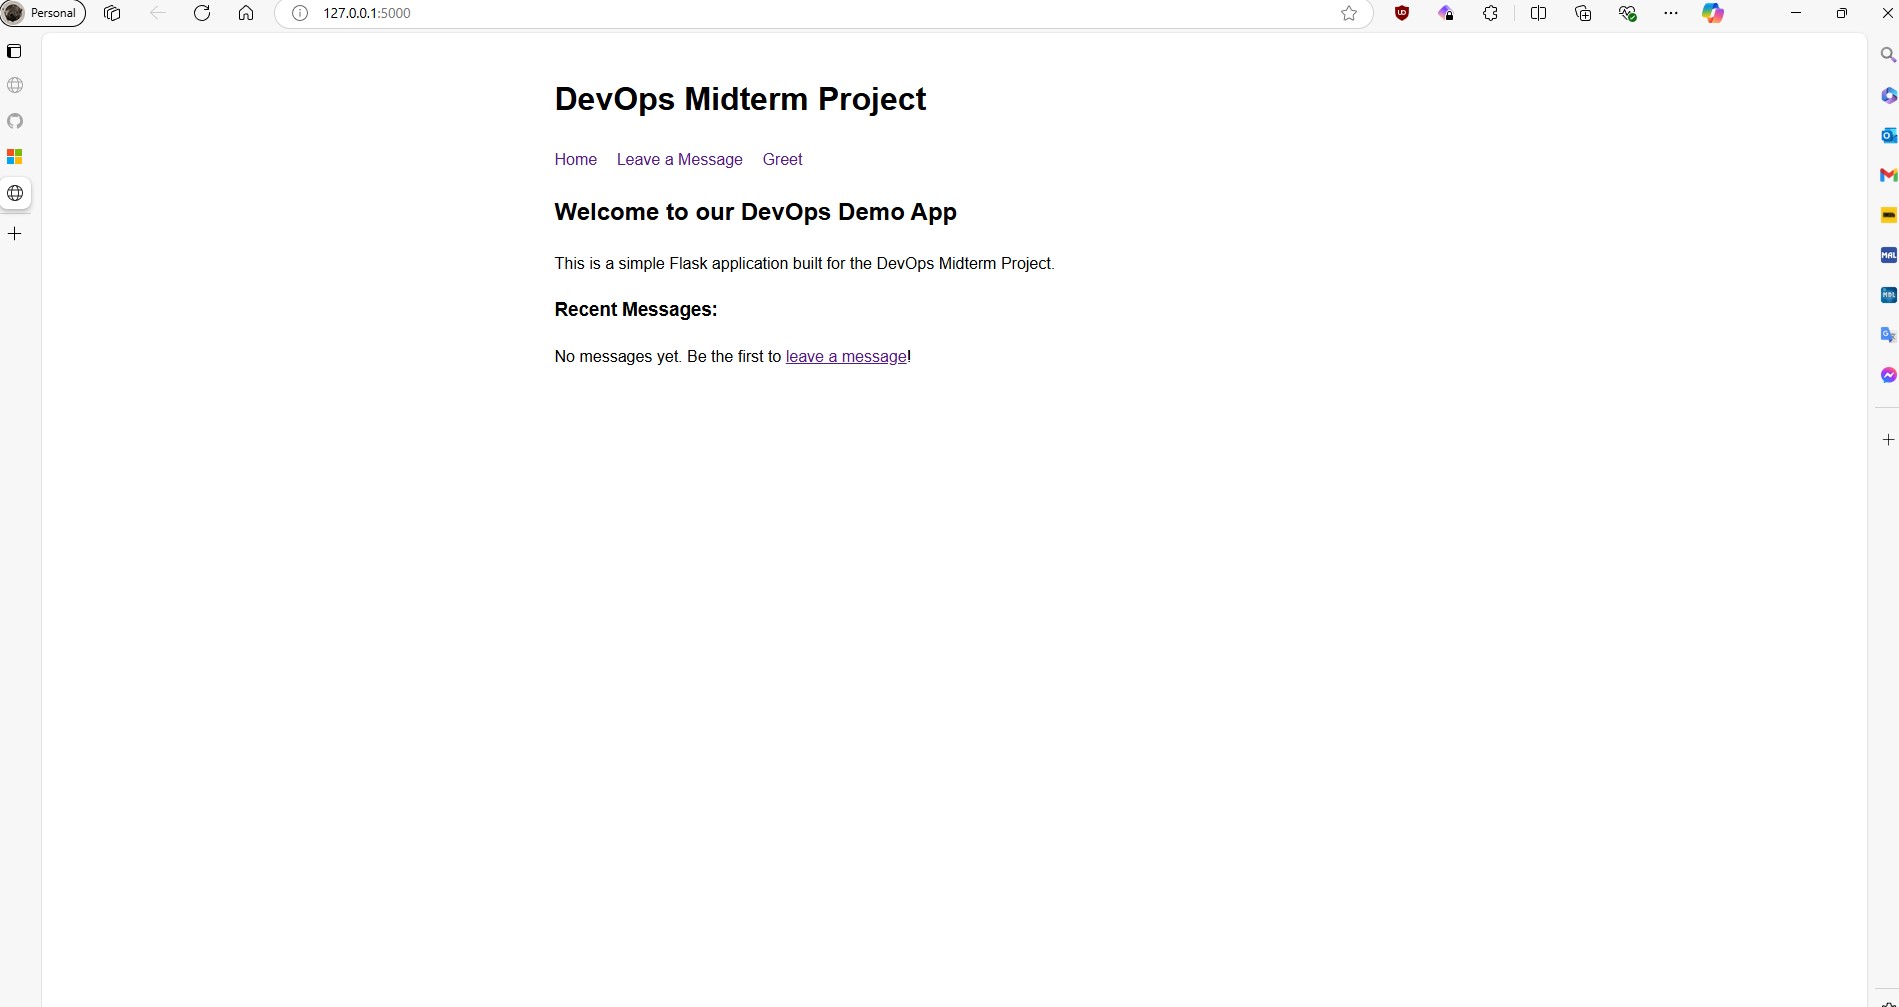 Personal
127.0.0.1:5000
DevOps Midterm Project
Home Leave a Message Greet
Welcome to our DevOps Demo App
This is a simple Flask application built for the DevOps Midterm Project.
Recent Messages:
No messages yet. Be the first to leave a message!
MAL
MDL